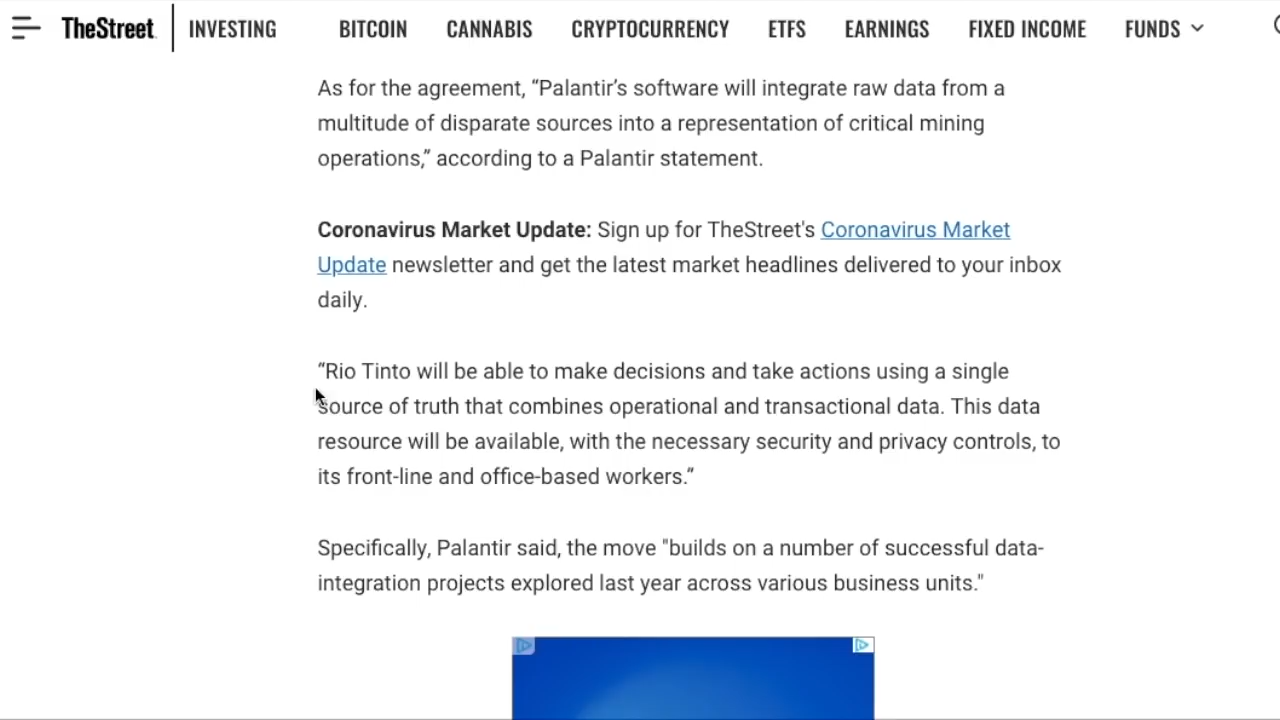 TheStreet INVESTING BITCOIN CANNABIS CRYPTOCURRENCY ETFS EARNINGS FIXED INCOME FUNDS
As for the agreement, “Palantir’s software will integrate raw data from a
multitude of disparate sources into a representation of critical mining
operations,” according to a Palantir statement.
Coronavirus Market Update: Sign up for TheStreet's Coronavirus Market
Update newsletter and get the latest market headlines delivered to your inbox
daily.
“Rio Tinto will be able to make decisions and take actions using a single
source of truth that combines operational and transactional data. This data
resource will be available, with the necessary security and privacy controls, to
its front-line and office-based workers.”
Specifically, Palantir said, the move "builds on a number of successful data-
integration projects explored last year across various business units."